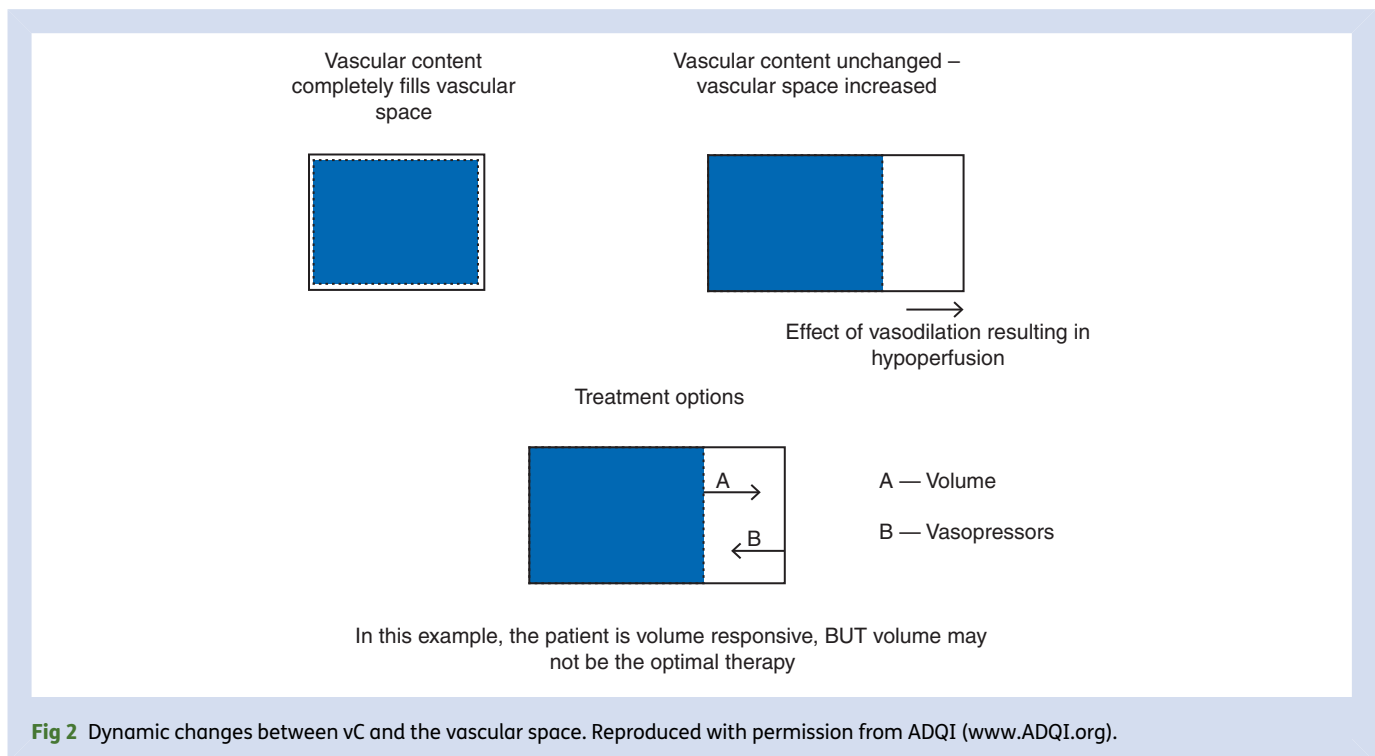 Vascular content
completely fills vascular
space
Vascular content unchanged –
vascular space increased
Effect of vasodilation resulting in
hypoperfusion
Treatment options
A
B
A — Volume
B — Vasopressors
In this example, the patient is volume responsive, BUT volume may
not be the optimal therapy
Fig 2 Dynamic changes between vC and the vascular space. Reproduced with permission from ADQI (www.ADQI.org).